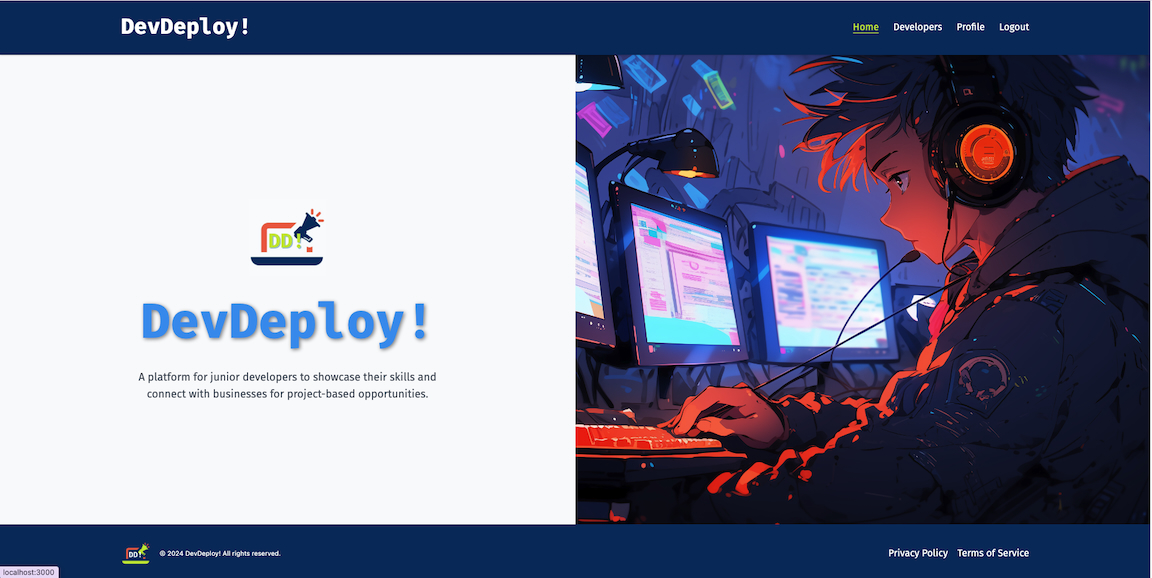 DevDeploy!
Home Developers Profile Logout
DD!
DevDeploy!
A platform for junior developers to showcase their skills and
connect with businesses for project-based opportunities.
DD!
© 2024 DevDeploy! All rights reserved.
Privacy Policy Terms of Service
localhost:3000